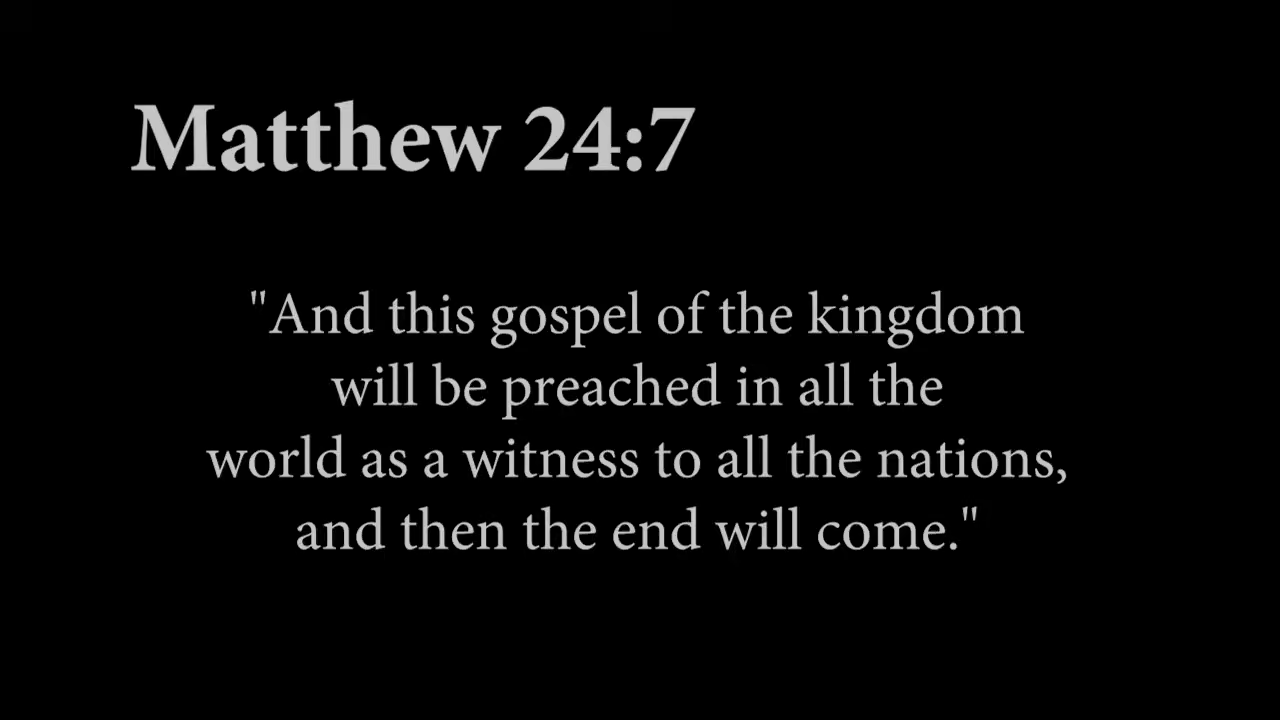 Matthew 24:7
"And this gospel of the kingdom
will be preached in all the
world as a witness to all the nations,
and then the end will come."